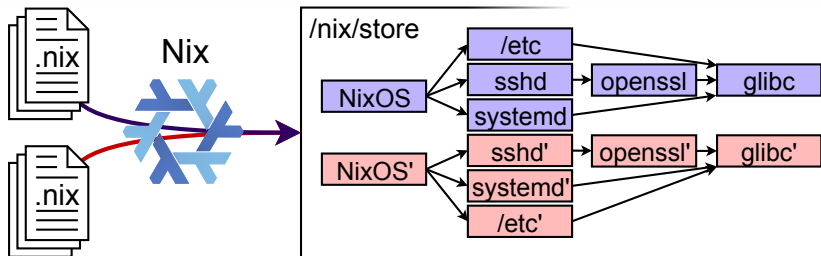 .nix
Nix
.nix
/nix/store
NixOS
/etc
sshd
openssl
glibc
systemd
NixOS'
sshd'
openssl'
glibc'
systemd'
/etc'